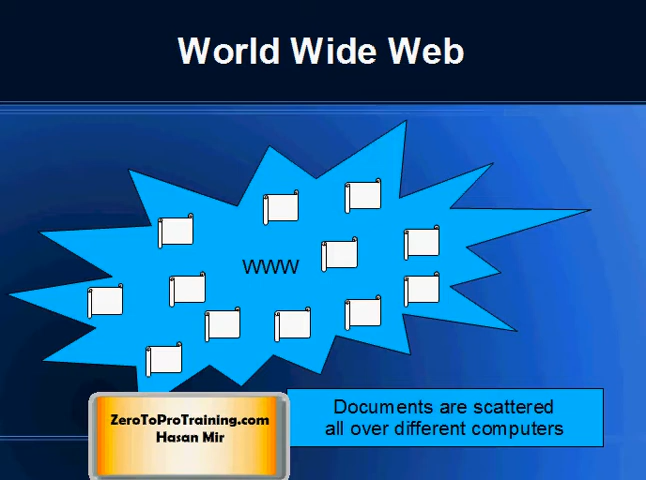 World Wide Web
WWW
ZeroToProTraining.com
Hasan Mir
Documents are scattered
all over different computers